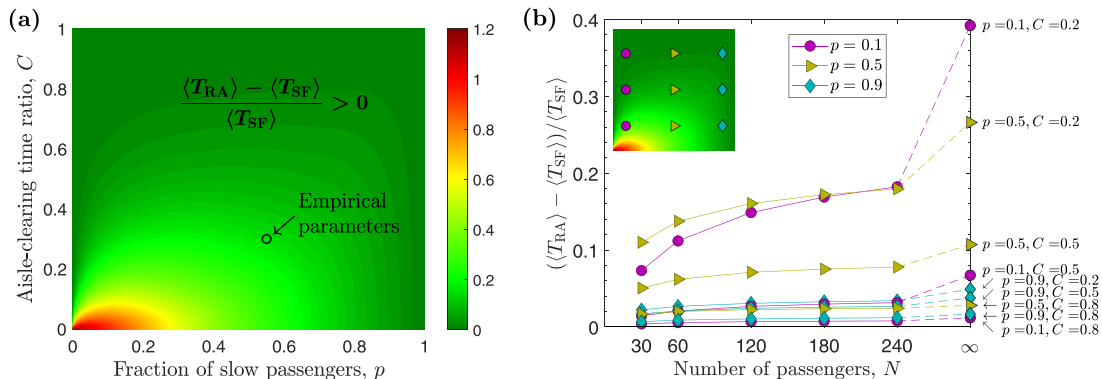 (a)
Aisle-clearing time ratio, C
1
0.8
0.6
0.4
0.2
0
⟨T_RA⟩ − ⟨T_SF⟩
⟨T_SF⟩
> 0
Empirical
parameters
0 0.2 0.4 0.6 0.8 1
Fraction of slow passengers, p
1.2
1
0.8
0.6
0.4
0.2
0
(b)
(⟨T_RA⟩ − ⟨T_SF⟩)/⟨T_SF⟩
0.4
0.3
0.2
0.1
0
p = 0.1
p = 0.5
p = 0.9
p=0.1, C=0.2
p=0.5, C=0.2
p=0.5, C=0.5
p=0.1, C=0.5
p=0.9, C=0.2
p=0.9, C=0.5
p=0.5, C=0.8
p=0.9, C=0.8
p=0.1, C=0.8
30 60 120 180 240 ∞
Number of passengers, N